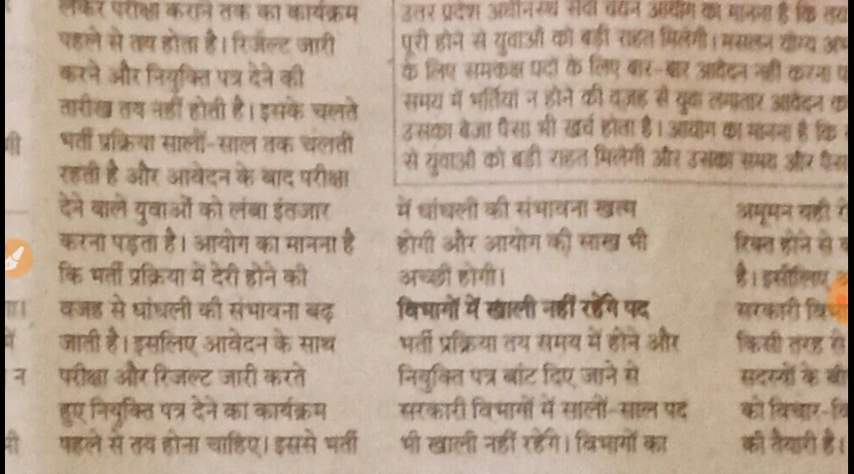 लेकर परीक्षा कराने तक का कार्यक्रम
पहले से तय होता है। रिजल्ट जारी
करने और नियुक्ति पत्र देने की
तारीख तय नहीं होती है। इसके चलते
भर्ती प्रक्रिया सालों-साल तक चलती
रहती है और आवेदन के बाद परीक्षा
देने वाले युवाओं को लंबा इंतजार
करना पड़ता है। आयोग का मानना है
कि भर्ती प्रक्रिया में देरी होने की
वजह से धांधली की संभावना बढ़
जाती है। इसलिए आवेदन के साथ
परीक्षा और रिजल्ट जारी करते
हुए नियुक्ति पत्र देने का कार्यक्रम
पहले से तय होना चाहिए। इससे भर्ती
उत्तर प्रदेश अधीनस्थ सेवा चयन आयोग का मानना है कि तय
पूरी होने से युवाओं को बड़ी राहत मिलेगी। मसलन योग्य
के लिए समकक्ष पदों के लिए बार-बार आवेदन नहीं करना
समय में भर्तियां न होने की वजह से युवा लगातार आवेदन
उसका बेजा पैसा भी खर्च होता है। आयोग का मानना है कि
से युवाओं को बड़ी राहत मिलेगी और उसका समय और
में धांधली की संभावना खत्म
होगी और आयोग की साख भी
अच्छी होगी।
विभागों में खाली नहीं रहेंगे पद
भर्ती प्रक्रिया तय समय में होने और
नियुक्ति पत्र बांट दिए जाने से
सरकारी विभागों में सालों-साल पद
भी खाली नहीं रहेंगे। विभागों का
अमूमन यही
रिक्त होने से
है। इसीलिए
सरकारी
किसी तरह से
सदस्यों के
को
की तैयारी है।